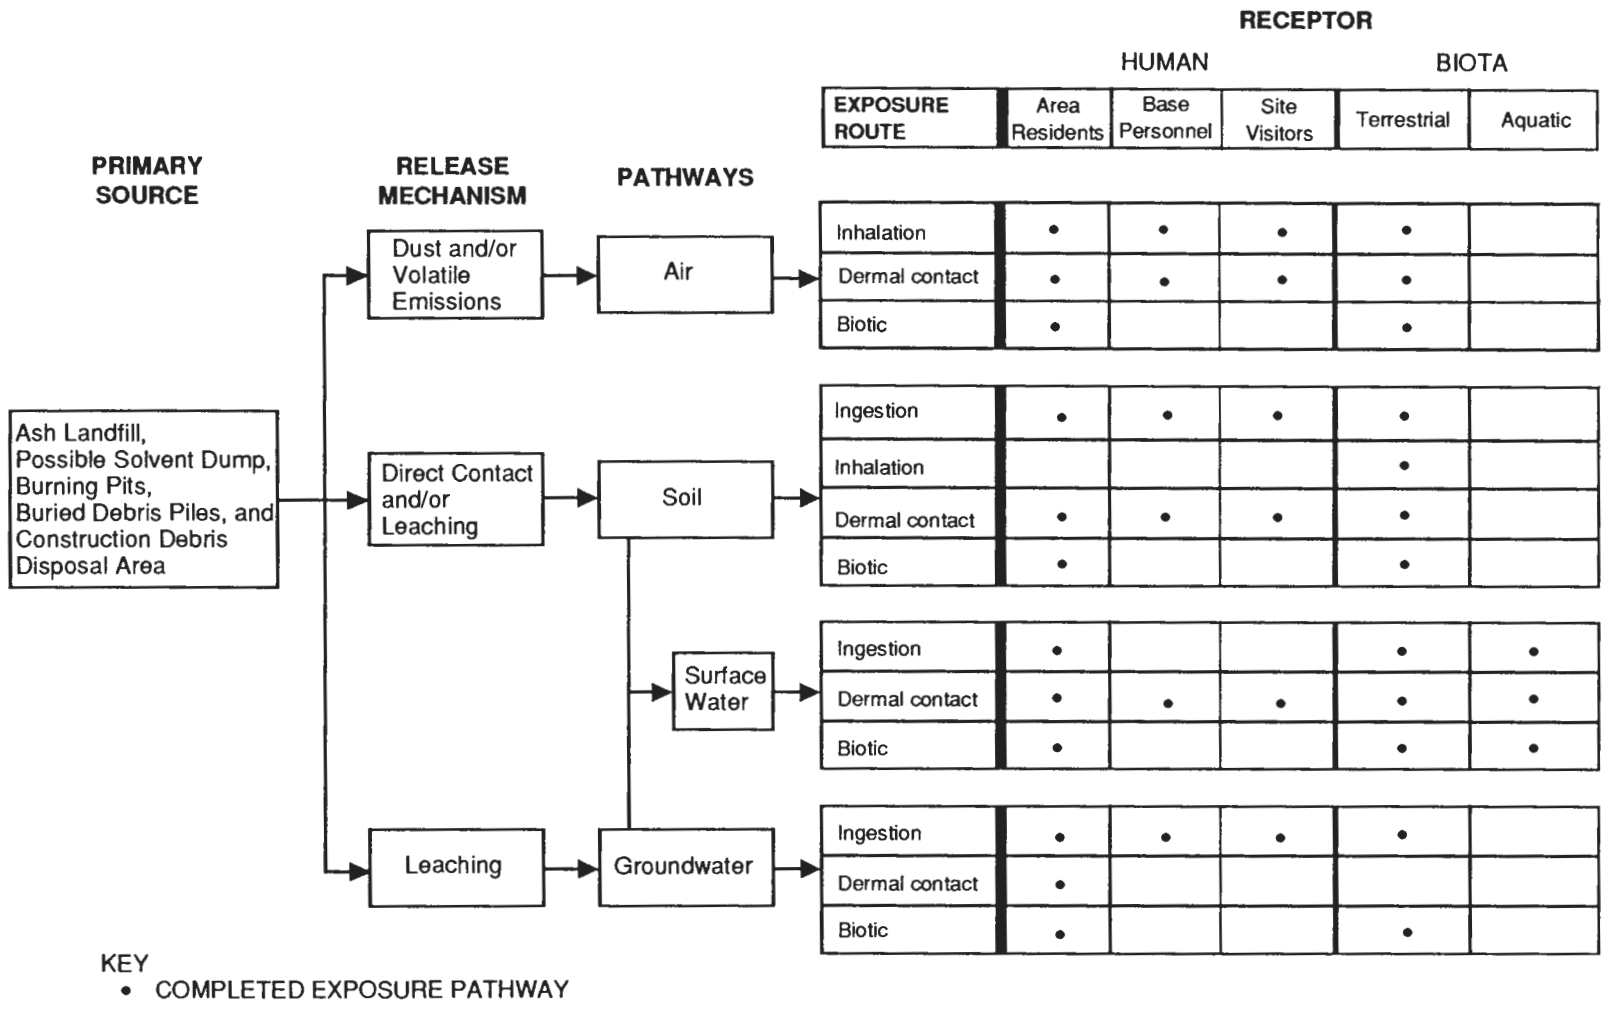 RECEPTOR
HUMAN
BIOTA
EXPOSURE
ROUTE
Area
Residents
Base
Personnel
Site
Visitors
Terrestrial
Aquatic
PRIMARY
SOURCE
RELEASE
MECHANISM
PATHWAYS
Dust and/or
Volatile
Emissions
Air
Inhalation
Dermal contact
Biotic
Ash Landfill,
Possible Solvent Dump,
Burning Pits,
Buried Debris Piles, and
Construction Debris
Disposal Area
Direct Contact
and/or
Leaching
Soil
Ingestion
Inhalation
Dermal contact
Biotic
Surface
Water
Ingestion
Dermal contact
Biotic
Leaching
Groundwater
Ingestion
Dermal contact
Biotic
KEY
• COMPLETED EXPOSURE PATHWAY